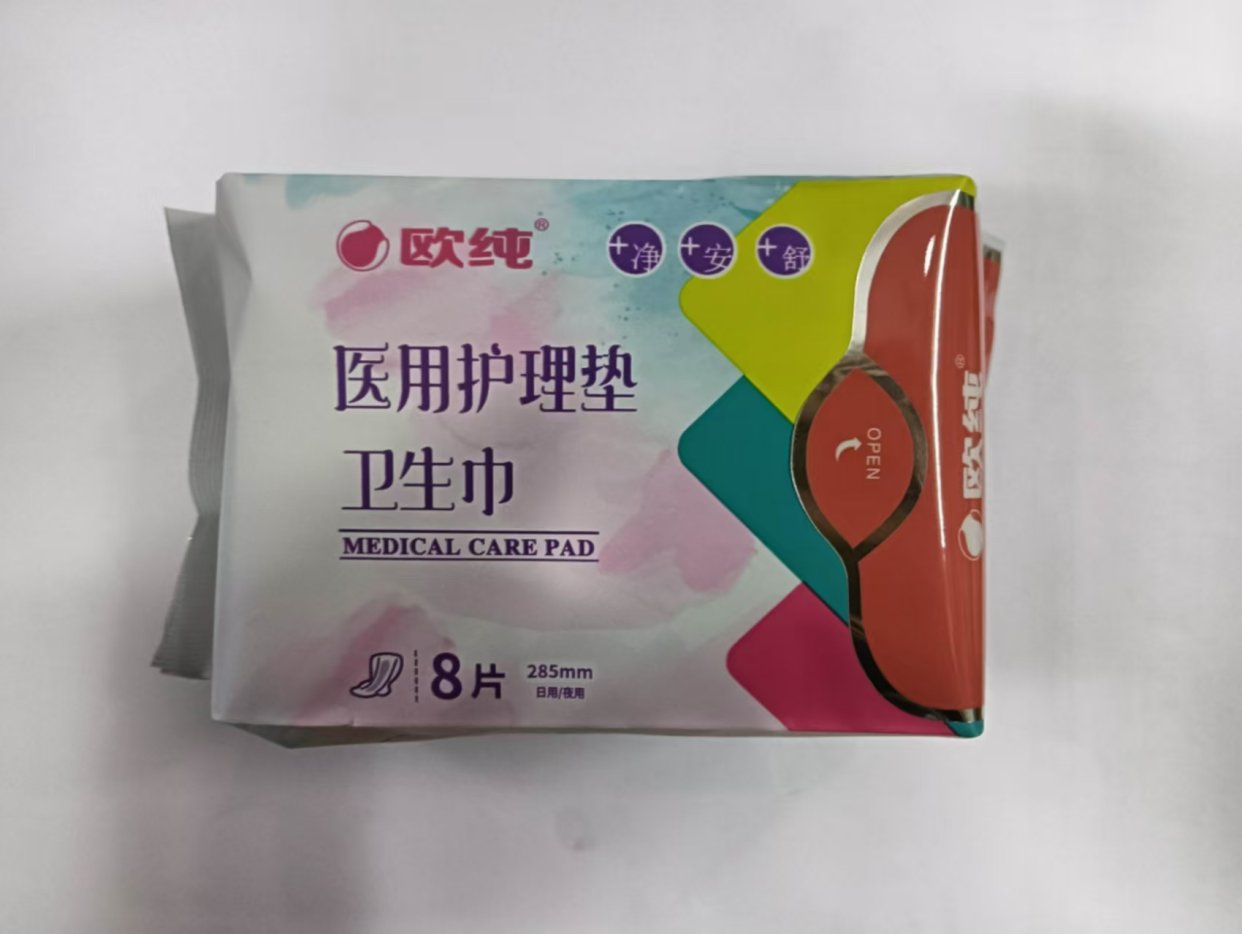 欧纯®
+净 +安 +舒
医用护理垫
卫生巾
MEDICAL CARE PAD
8片
285mm
日用/夜用
OPEN
欧纯®